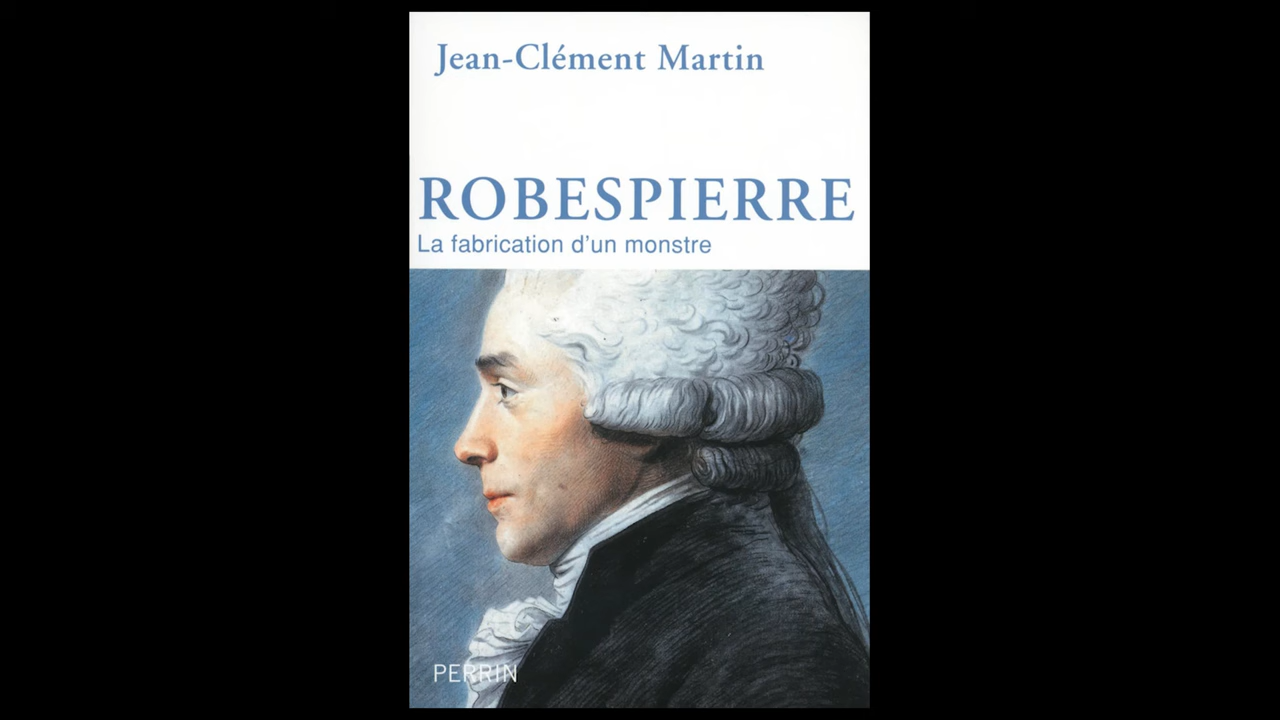 Jean-Clément Martin
ROBESPIERRE
La fabrication d'un monstre
PERRIN